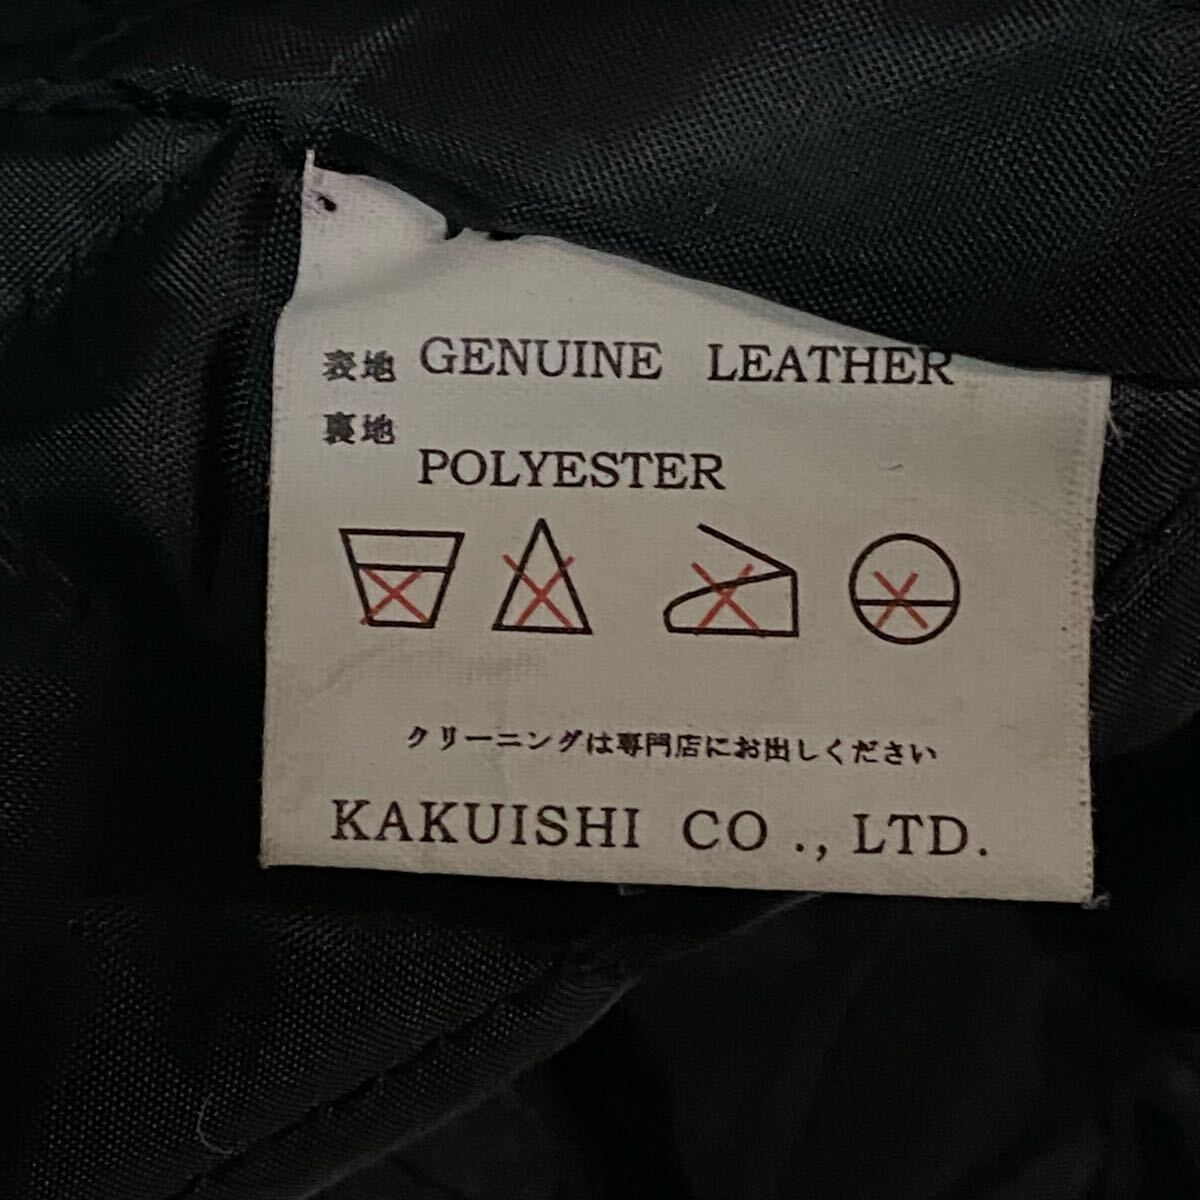 表地 GENUINE LEATHER
裏地
POLYESTER
クリーニングは専門店にお出しください
KAKUISHI CO ., LTD.